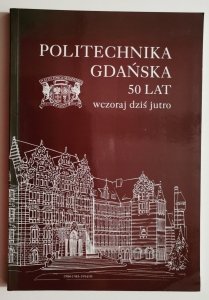 POLITECHNIKA
GDAŃSKA
50 LAT
wczoraj dziś jutro